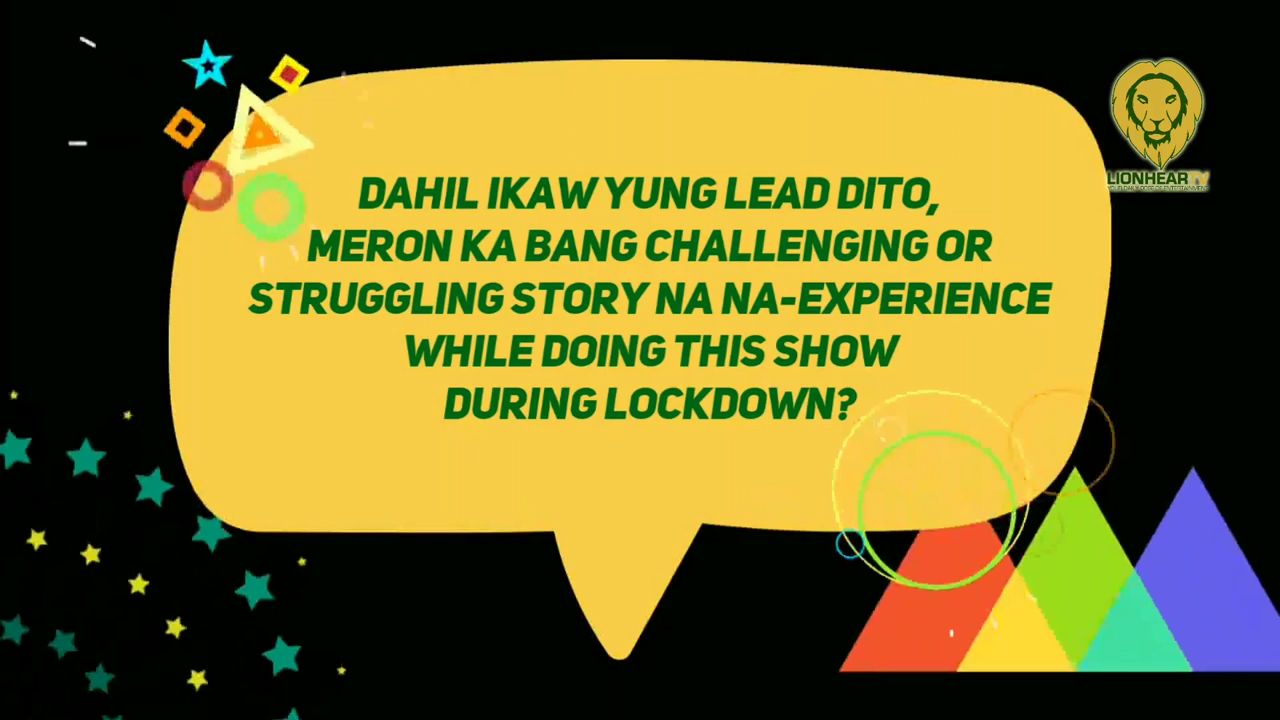 DAHIL IKAW YUNG LEAD DITO,
MERON KA BANG CHALLENGING OR
STRUGGLING STORY NA NA-EXPERIENCE
WHILE DOING THIS SHOW
DURING LOCKDOWN?
LIONHEARTV